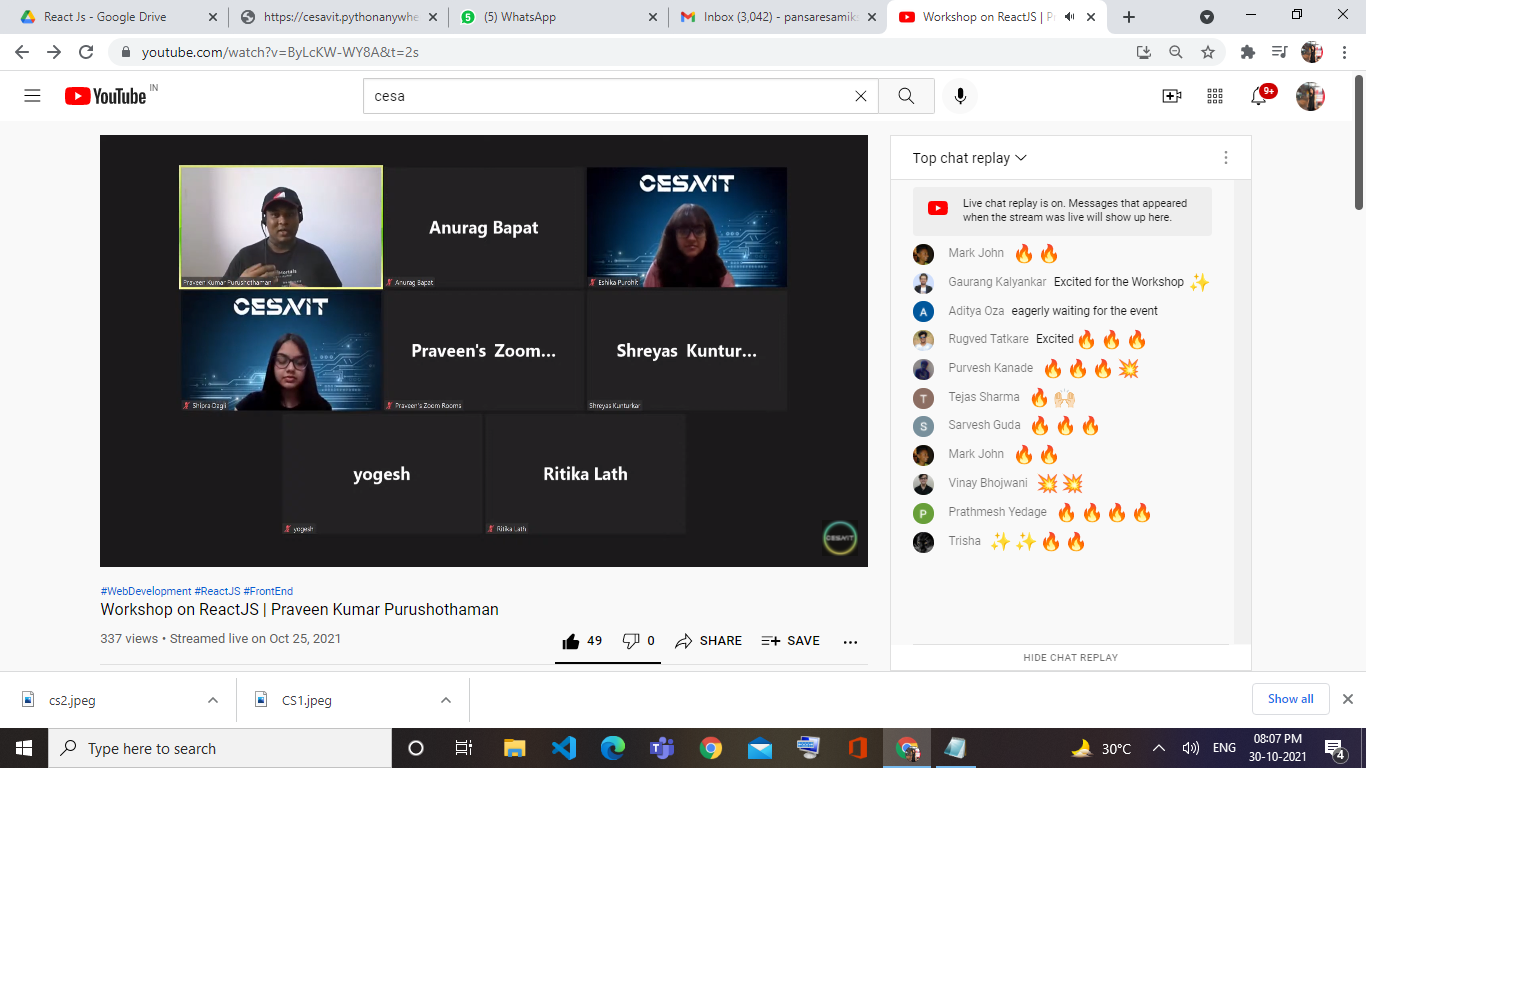 React Js - Google Drive
https://cesavit.pythonanywhe
(5) WhatsApp
Inbox (3,042) - pansaresamiks
Workshop on ReactJS | P
youtube.com/watch?v=ByLcKW-WY8A&t=2s
YouTube IN
cesa
9+
CESAVIT
Anurag Bapat
Praveen Kumar Purushothaman
Anurag Bapat
Eshika Purohit
CESAVIT
Praveen's Zoom...
Shreyas Kuntur...
Shipra Dagli
Praveen's Zoom Rooms
Shreyas Kunturkar
yogesh
Ritika Lath
yogesh
Ritika Lath
CESAVIT
#WebDevelopment #ReactJS #FrontEnd
Workshop on ReactJS | Praveen Kumar Purushothaman
337 views • Streamed live on Oct 25, 2021
49
0
SHARE
SAVE
Top chat replay
Live chat replay is on. Messages that appeared
when the stream was live will show up here.
Mark John 🔥 🔥
Gaurang Kalyankar Excited for the Workshop ✨
A Aditya Oza eagerly waiting for the event
Rugved Tatkare Excited 🔥 🔥 🔥
Purvesh Kanade 🔥 🔥 🔥 💥
T Tejas Sharma 🔥 🙌🏻
S Sarvesh Guda 🔥 🔥 🔥
Mark John 🔥 🔥
Vinay Bhojwani 💥 💥
P Prathmesh Yedage 🔥 🔥 🔥 🔥
Trisha ✨ ✨ 🔥 🔥
HIDE CHAT REPLAY
cs2.jpeg
CS1.jpeg
Show all
Type here to search
30°C
ENG
08:07 PM
30-10-2021
4